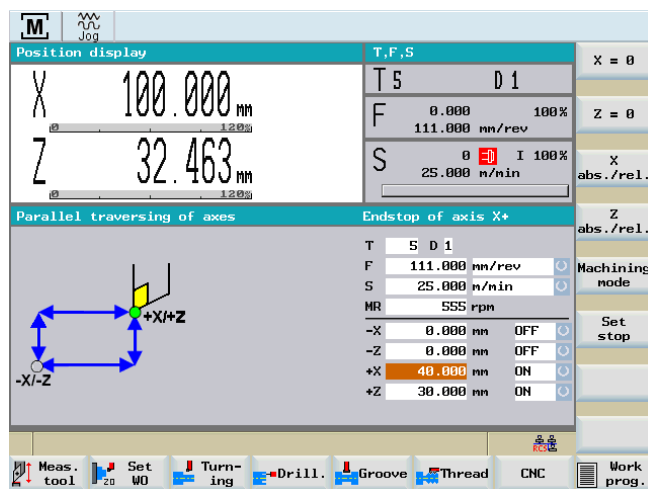 M
Jog
Position display
X 100.000 mm
0 120%
Z 32.463 mm
0 120%
T,F,S
T 5 D 1
F 0.000 100%
111.000 mm/rev
S 0 I 100%
25.000 m/min
Parallel traversing of axes
+X/+Z
-X/-Z
Endstop of axis X+
T 5 D 1
F 111.000 mm/rev
S 25.000 m/min
MR 555 rpm
-X 0.000 mm OFF
-Z 0.000 mm OFF
+X 40.000 mm ON
+Z 30.000 mm ON
X = 0
Z = 0
X
abs./rel.
Z
abs./rel.
Machining
mode
Set
stop
RCS
Meas.
tool
Z0
Set
WO
Turn-
ing
Drill.
Groove
Thread
CNC
Work
prog.